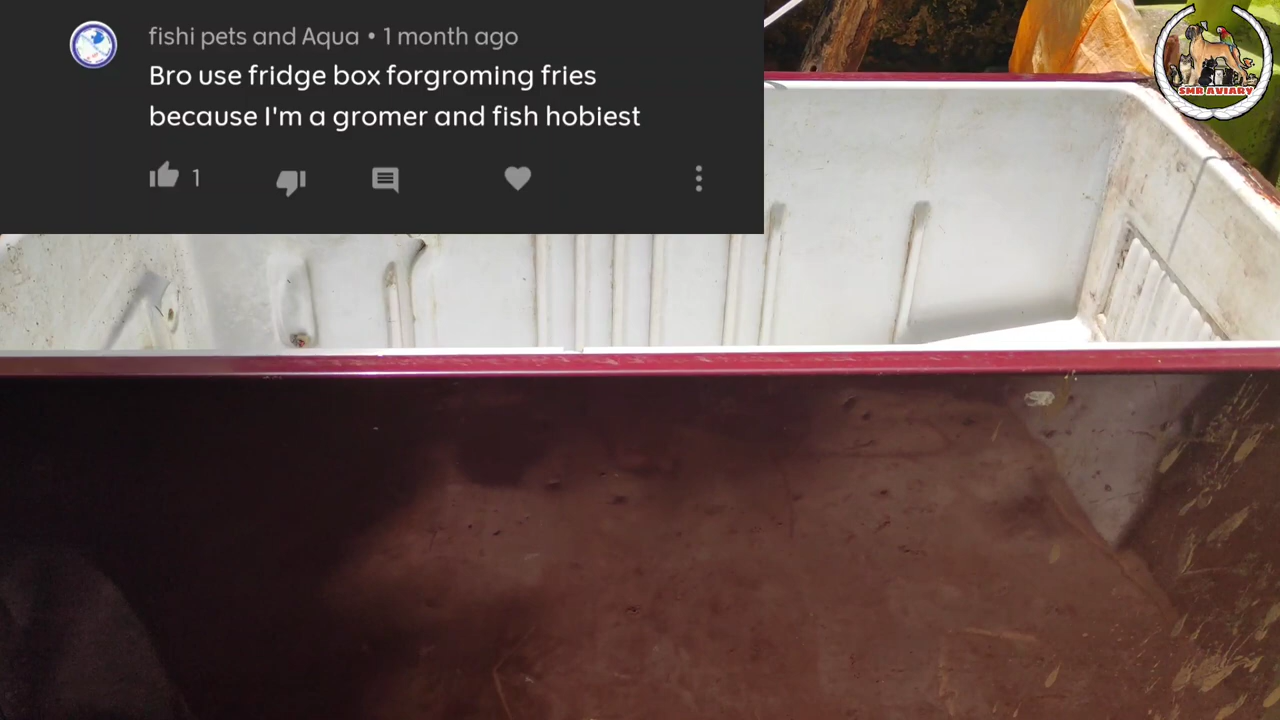 fishi pets and Aqua • 1 month ago
Bro use fridge box forgroming fries
because I'm a gromer and fish hobiest
1
SMR AVIARY